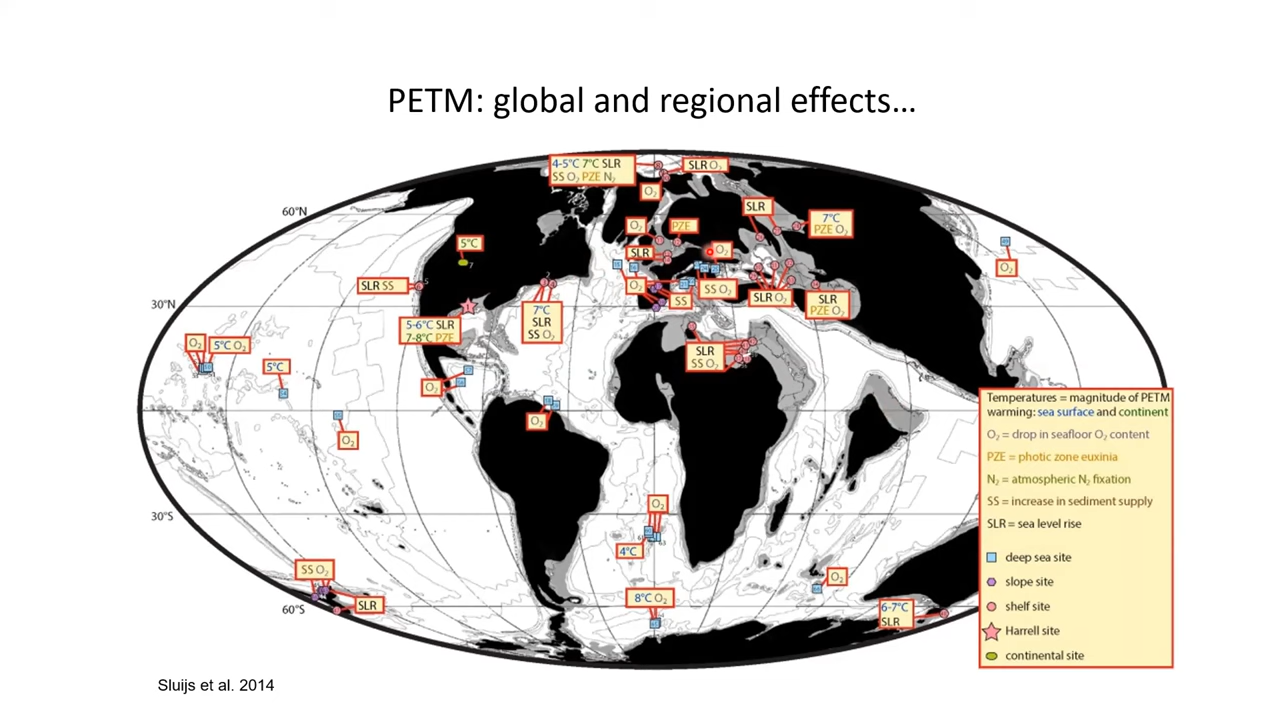 PETM: global and regional effects...
4-5°C 7°C SLR
SS O₂ PZE N₂
SLR O₂
O₂
60°N
SLR
7°C
PZE O₂
O₂
PZE
5°C
7
SLR
O₂
O₂
SLR SS
O₂
SS O₂
SS
SLR O₂
SLR
PZE O₂
30°N
1
2
7°C
SLR
SS O₂
5-6°C SLR
7-8°C PZE
O₂
5°C O₂
SLR
SS O₂
5°C
O₂
O₂
O₂
30°S
O₂
4°C
63
SS O₂
O₂
8°C O₂
60°S
SLR
6-7°C
SLR
Temperatures = magnitude of PETM
warming: sea surface and continent
O₂ = drop in seafloor O₂ content
PZE = photic zone euxinia
N₂ = atmospheric N₂ fixation
SS = increase in sediment supply
SLR = sea level rise
deep sea site
slope site
shelf site
Harrell site
continental site
Sluijs et al. 2014